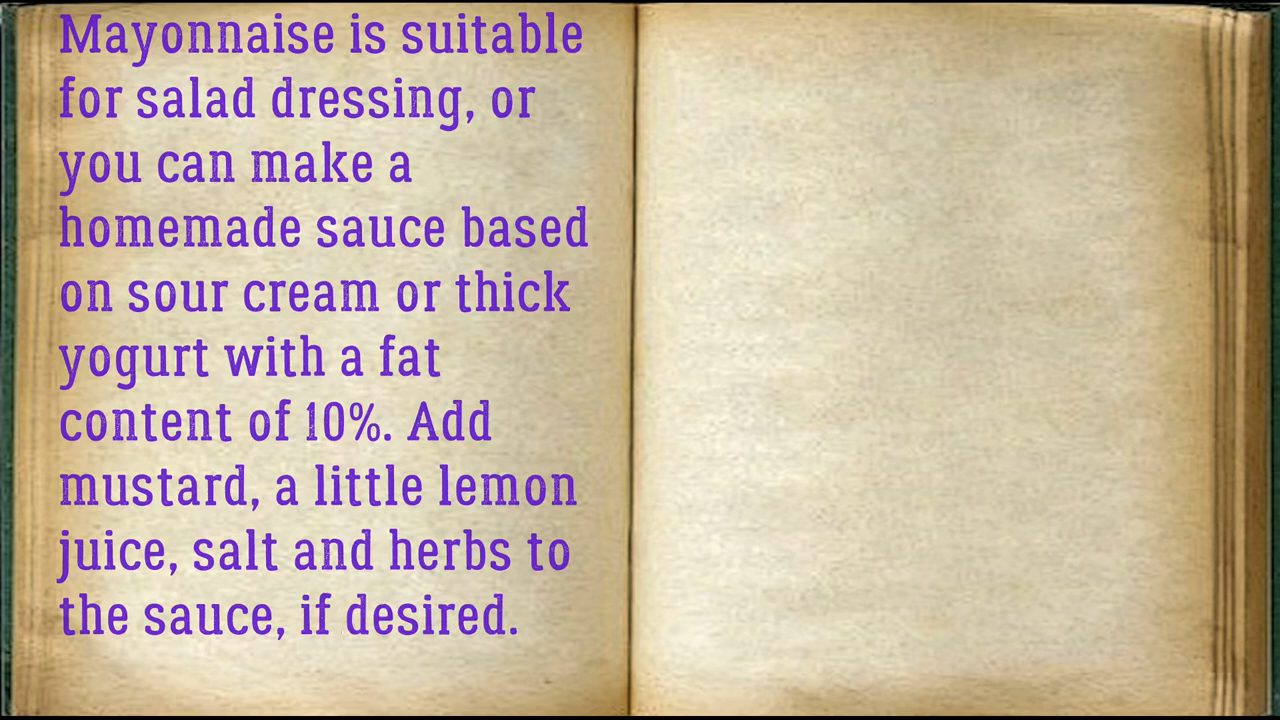 Mayonnaise is suitable
for salad dressing, or
you can make a
homemade sauce based
on sour cream or thick
yogurt with a fat
content of 10%. Add
mustard, a little lemon
juice, salt and herbs to
the sauce, if desired.